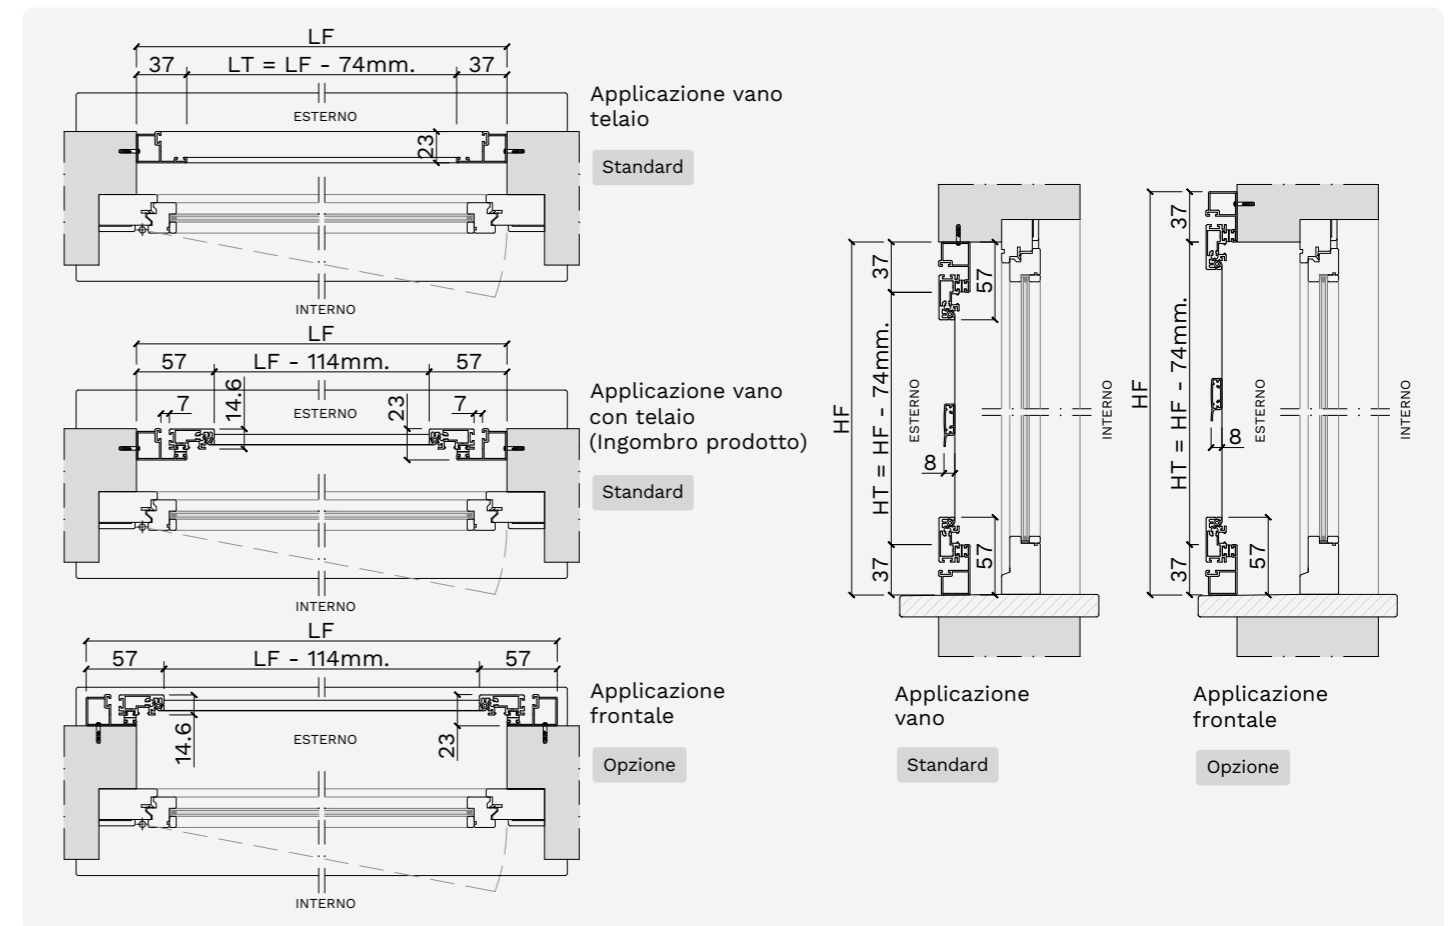 LF
37
LT = LF - 74mm.
37
ESTERNO
23
INTERNO
Applicazione vano
telaio
Standard
LF
57
LF - 114mm.
57
7
14.6
ESTERNO
23
7
INTERNO
Applicazione vano
con telaio
(Ingombro prodotto)
Standard
LF
57
LF - 114mm.
57
14.6
ESTERNO
23
INTERNO
Applicazione
frontale
Opzione
HF
37
HT = HF - 74mm.
37
ESTERNO
57
8
57
INTERNO
Applicazione
vano
Standard
HF
37
HT = HF - 74mm.
37
8
ESTERNO
57
INTERNO
Applicazione
frontale
Opzione